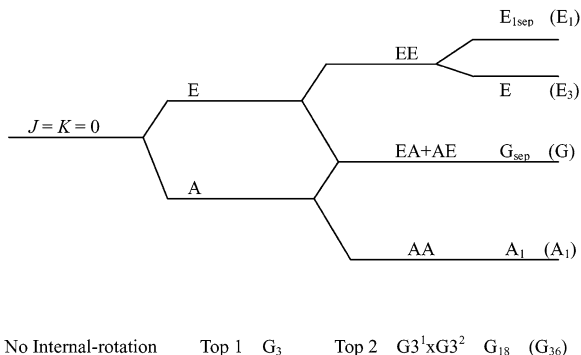 E1sep (E1)
EE
E E (E3)
J = K = 0
EA+AE Gsep (G)
A
AA A1 (A1)
No Internal-rotation Top 1 G3 Top 2 G3¹xG3² G18 (G36)